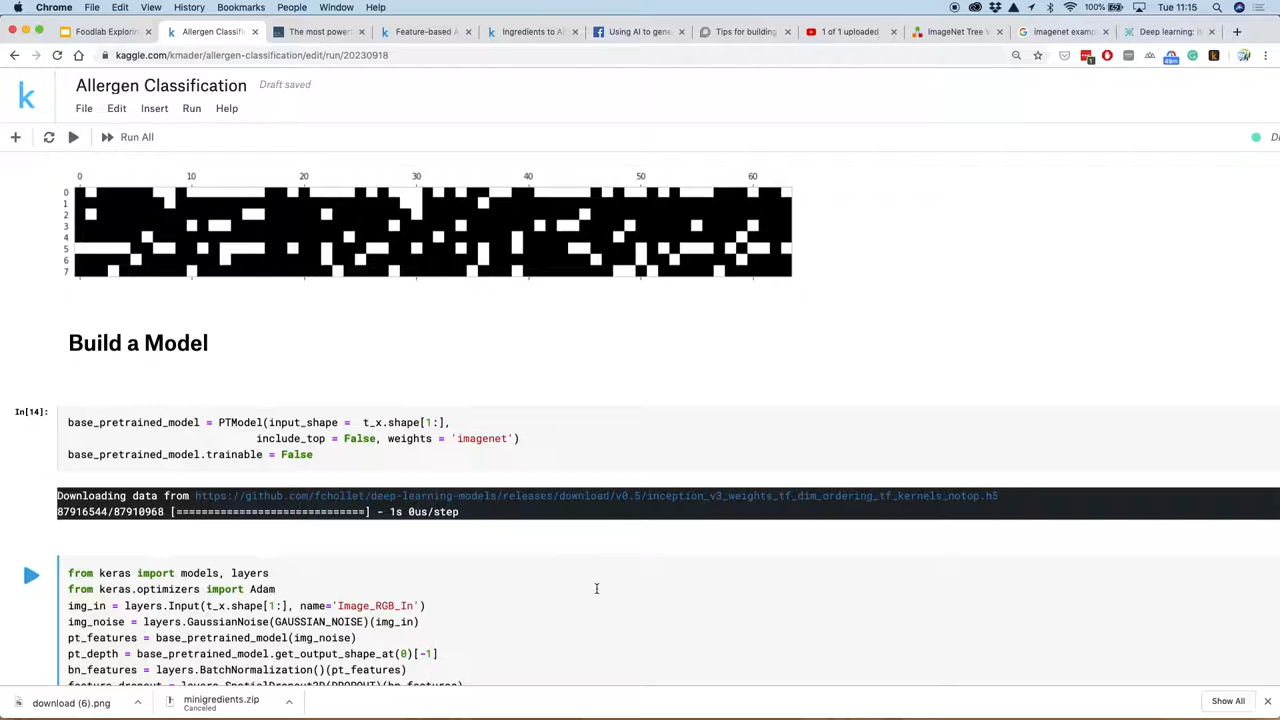 Chrome File Edit View History Bookmarks People Window Help 100% Tue 11:15
Foodlab Explorin Allergen Classifi The most power Feature-based A Ingredients to Al Using AI to gene Tips for building 1 of 1 uploaded ImageNet Tree V imagenet examp Deep learning:
kaggle.com/kmader/allergen-classification/edit/run/20230918
Allergen Classification Draft saved
File Edit Insert Run Help
Run All
0 10 20 30 40 50 60
0
1
2
3
4
5
6
7
Build a Model
In[14]:
base_pretrained_model = PTModel(input_shape = t_x.shape[1:],
include_top = False, weights = 'imagenet')
base_pretrained_model.trainable = False
Downloading data from https://github.com/fchollet/deep-learning-models/releases/download/v0.5/inception_v3_weights_tf_dim_ordering_tf_kernels_notop.h5
87916544/87910968 [==============================] - 1s 0us/step
from keras import models, layers
from keras.optimizers import Adam
img_in = layers.Input(t_x.shape[1:], name='Image_RGB_In')
img_noise = layers.GaussianNoise(GAUSSIAN_NOISE)(img_in)
pt_features = base_pretrained_model(img_noise)
pt_depth = base_pretrained_model.get_output_shape_at(0)[-1]
bn_features = layers.BatchNormalization()(pt_features)
feature_dropout = layers.SpatialDropout2D(DROPOUT)(bn_features)
download (6).png minigredients.zip Show All
Canceled